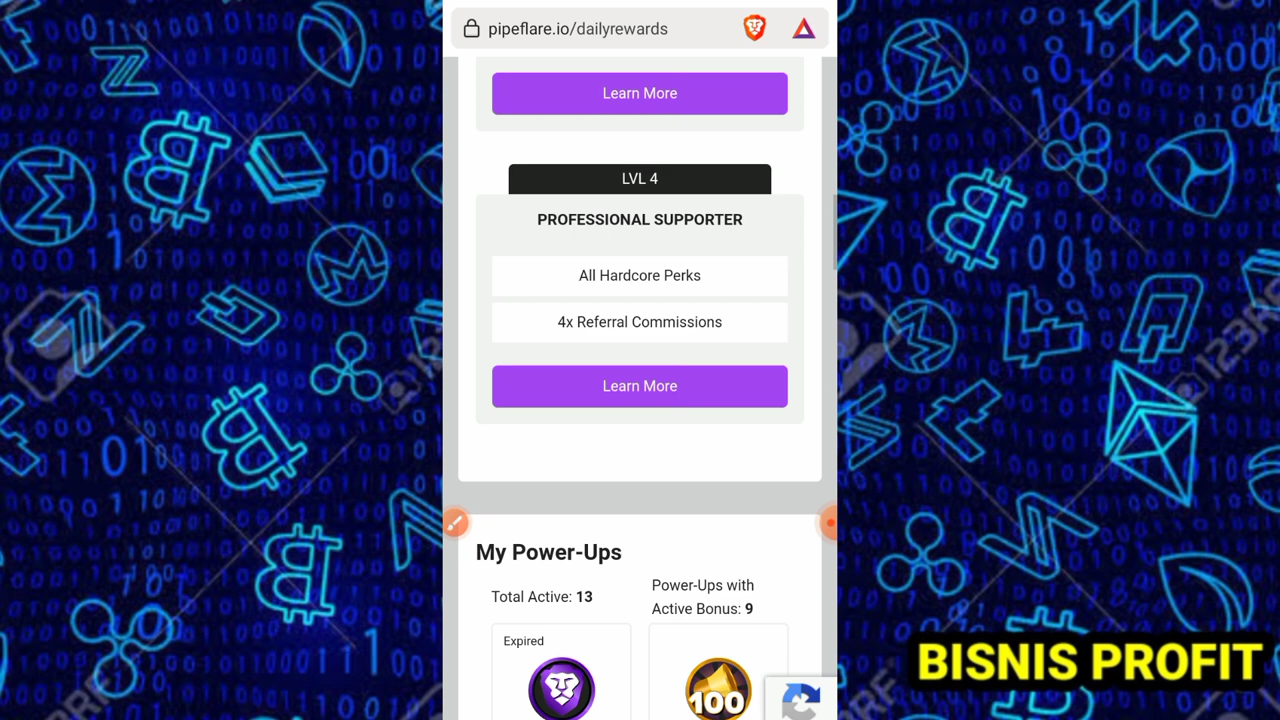 pipeflare.io/dailyrewards
Learn More
LVL 4
PROFESSIONAL SUPPORTER
All Hardcore Perks
4x Referral Commissions
Learn More
My Power-Ups
Total Active: 13
Power-Ups with
Active Bonus: 9
Expired
100
BISNIS PROFIT